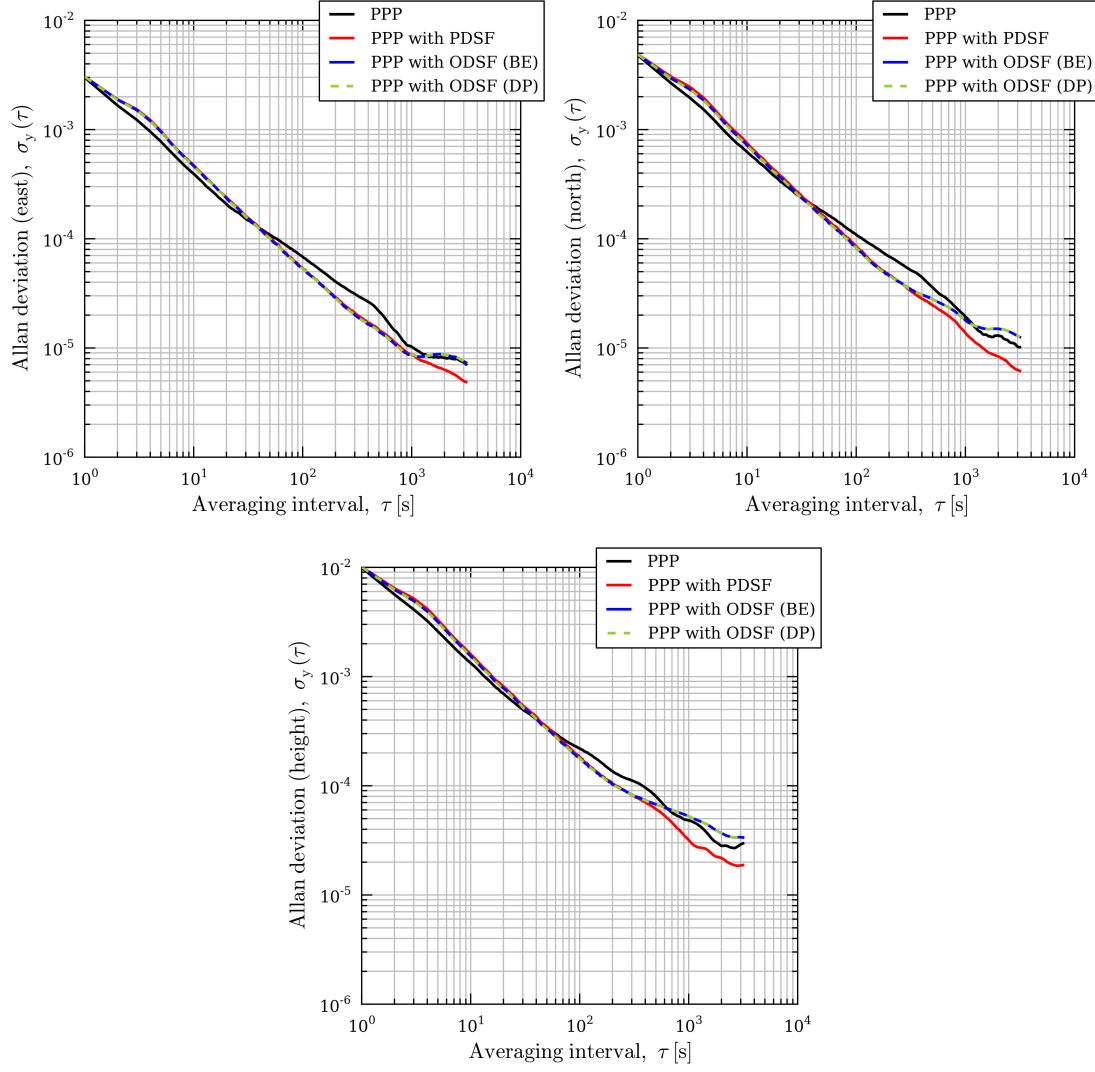 PPP
PPP with PDSF
PPP with ODSF (BE)
PPP with ODSF (DP)
10^-2
10^-3
10^-4
10^-5
10^-6
Allan deviation (east), σ_y (τ)
10^0 10^1 10^2 10^3 10^4
Averaging interval, τ [s]
PPP
PPP with PDSF
PPP with ODSF (BE)
PPP with ODSF (DP)
10^-2
10^-3
10^-4
10^-5
10^-6
Allan deviation (north), σ_y (τ)
10^0 10^1 10^2 10^3 10^4
Averaging interval, τ [s]
PPP
PPP with PDSF
PPP with ODSF (BE)
PPP with ODSF (DP)
10^-2
10^-3
10^-4
10^-5
10^-6
Allan deviation (height), σ_y (τ)
10^0 10^1 10^2 10^3 10^4
Averaging interval, τ [s]